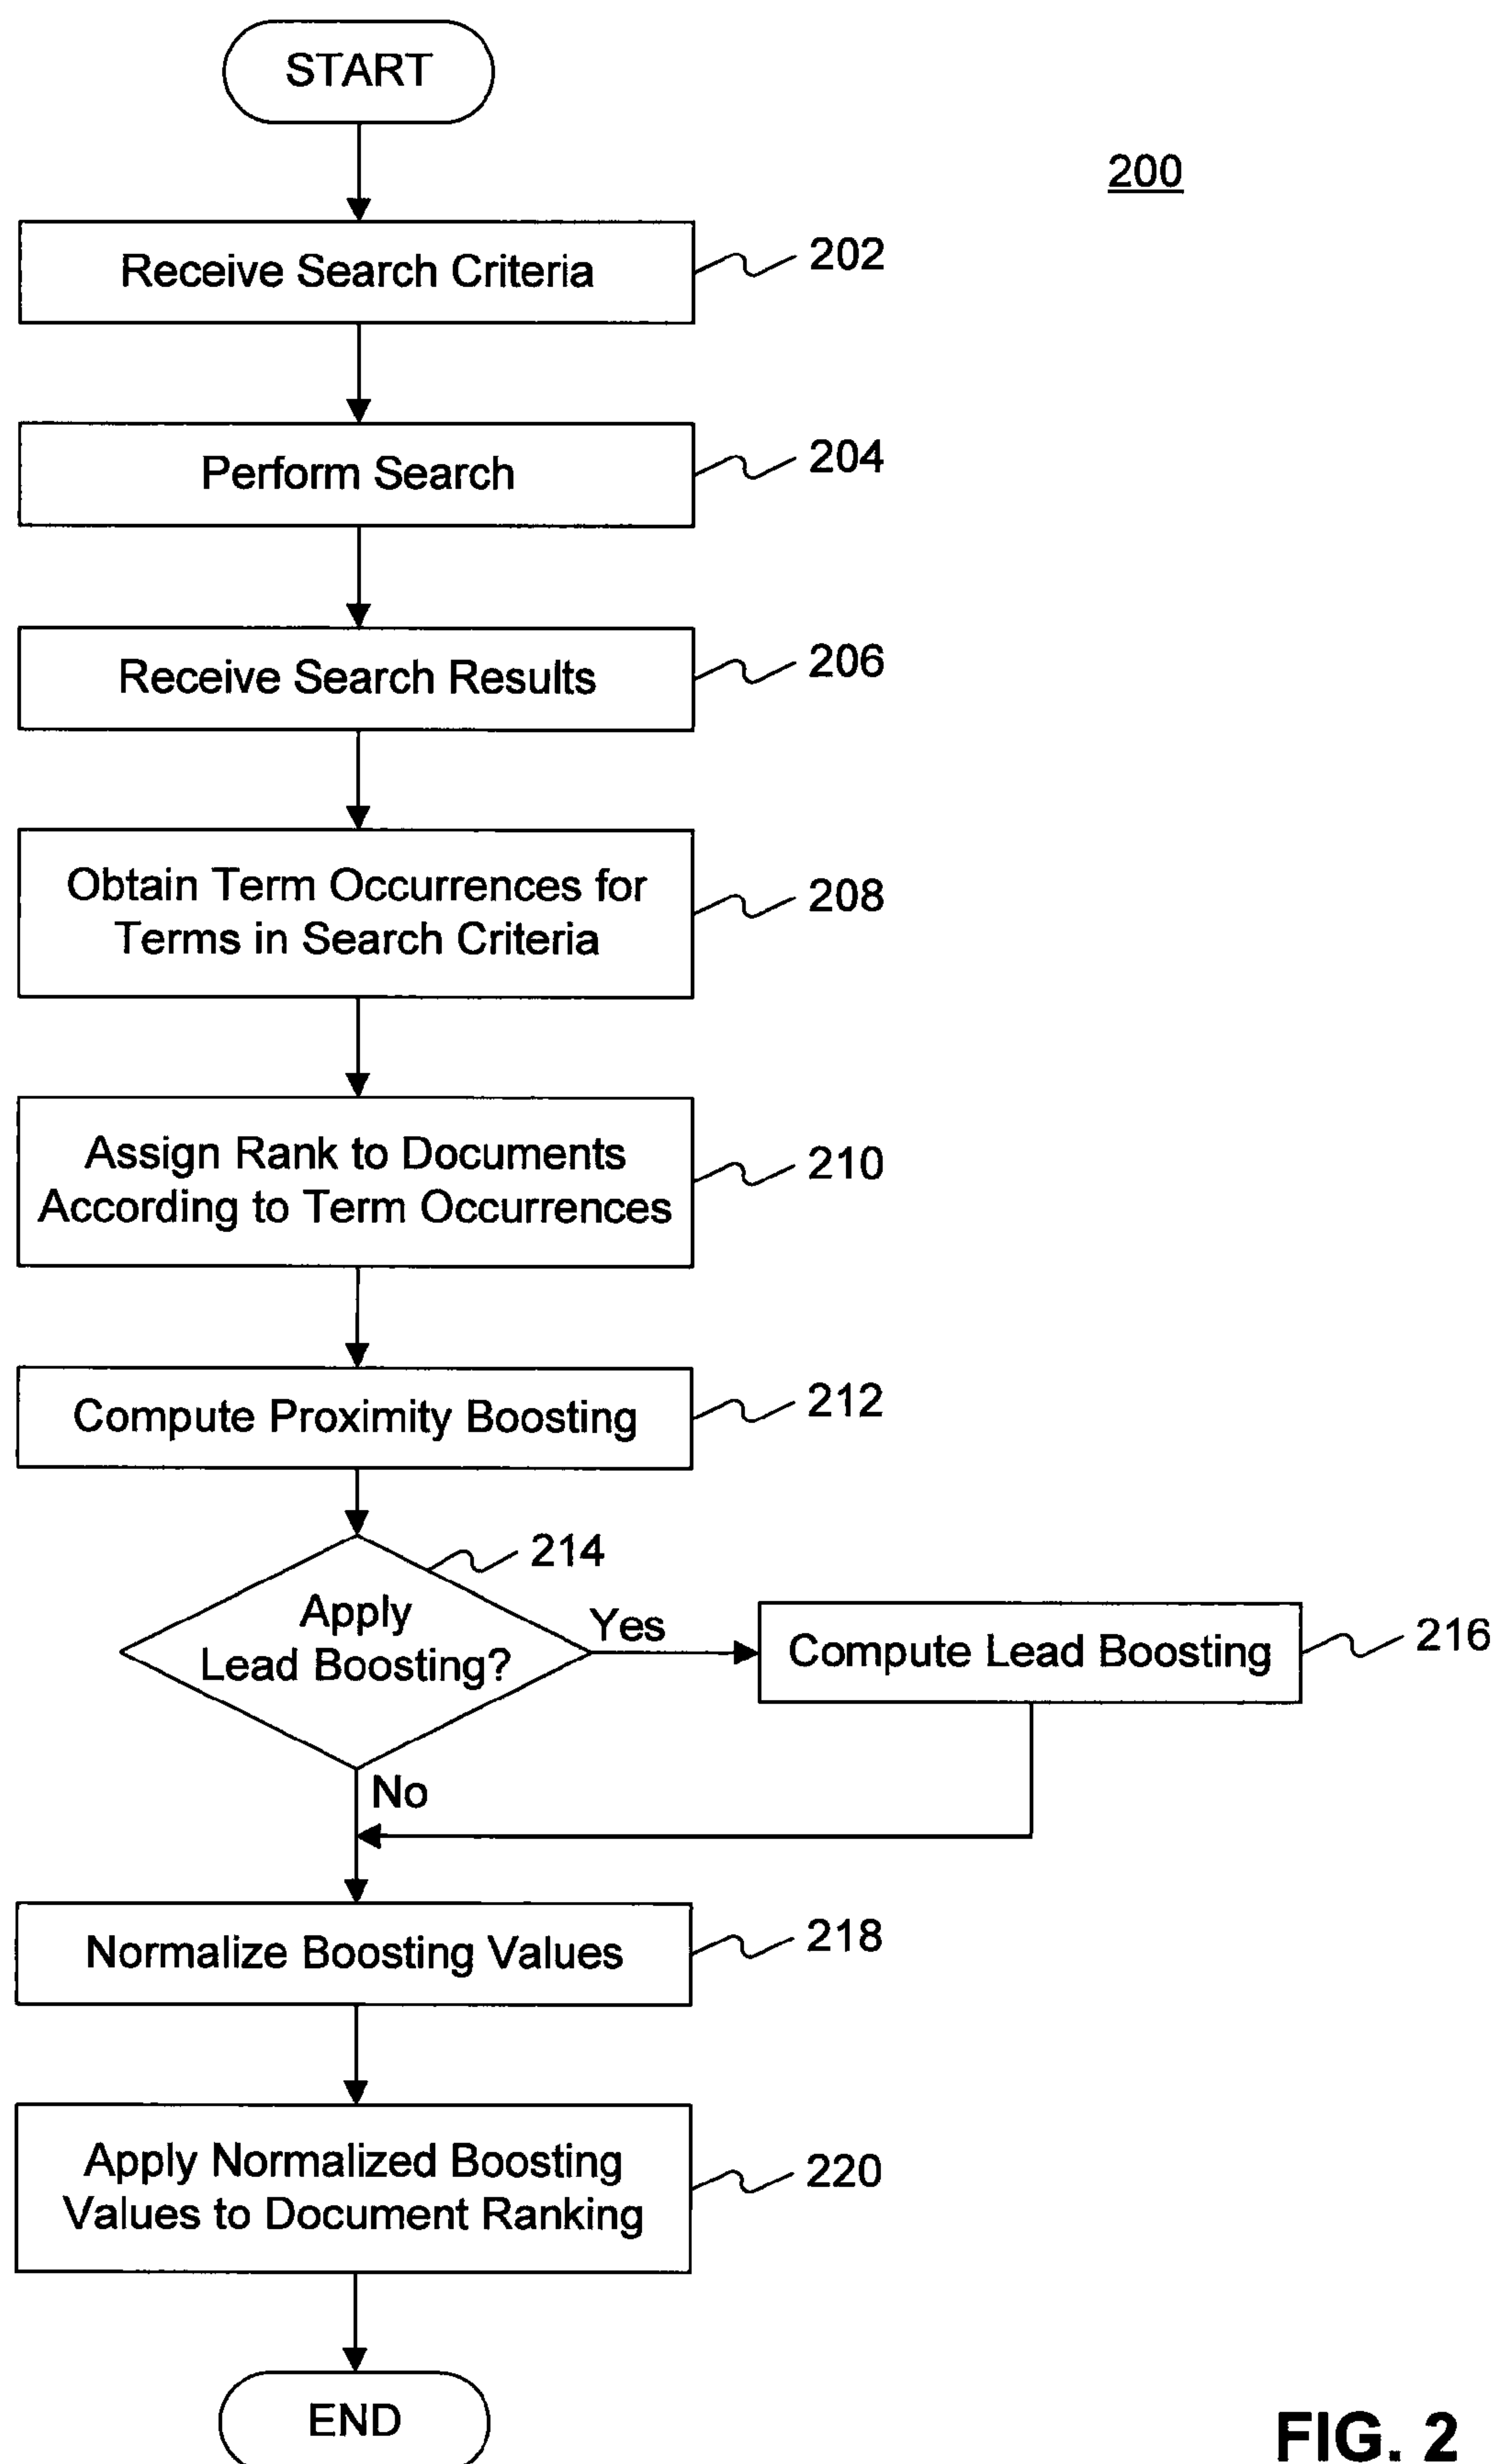 START
200
Receive Search Criteria
202
Perform Search
204
Receive Search Results
206
Obtain Term Occurrences for
Terms in Search Criteria
208
Assign Rank to Documents
According to Term Occurrences
210
Compute Proximity Boosting
212
214
Apply
Lead Boosting?
Yes
Compute Lead Boosting
216
No
Normalize Boosting Values
218
Apply Normalized Boosting
Values to Document Ranking
220
END
FIG. 2